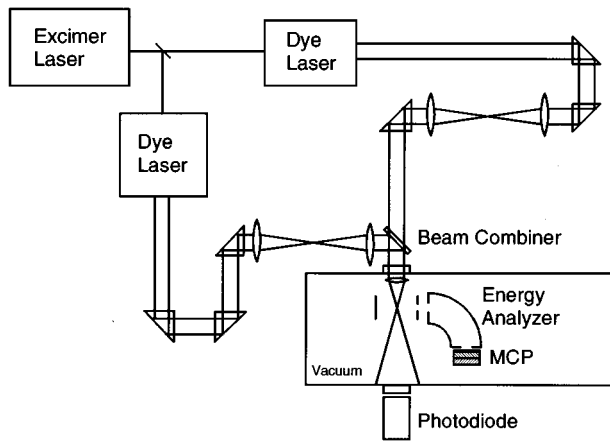 Excimer
Laser
Dye
Laser
Dye
Laser
Beam Combiner
Energy
Analyzer
MCP
Vacuum
Photodiode